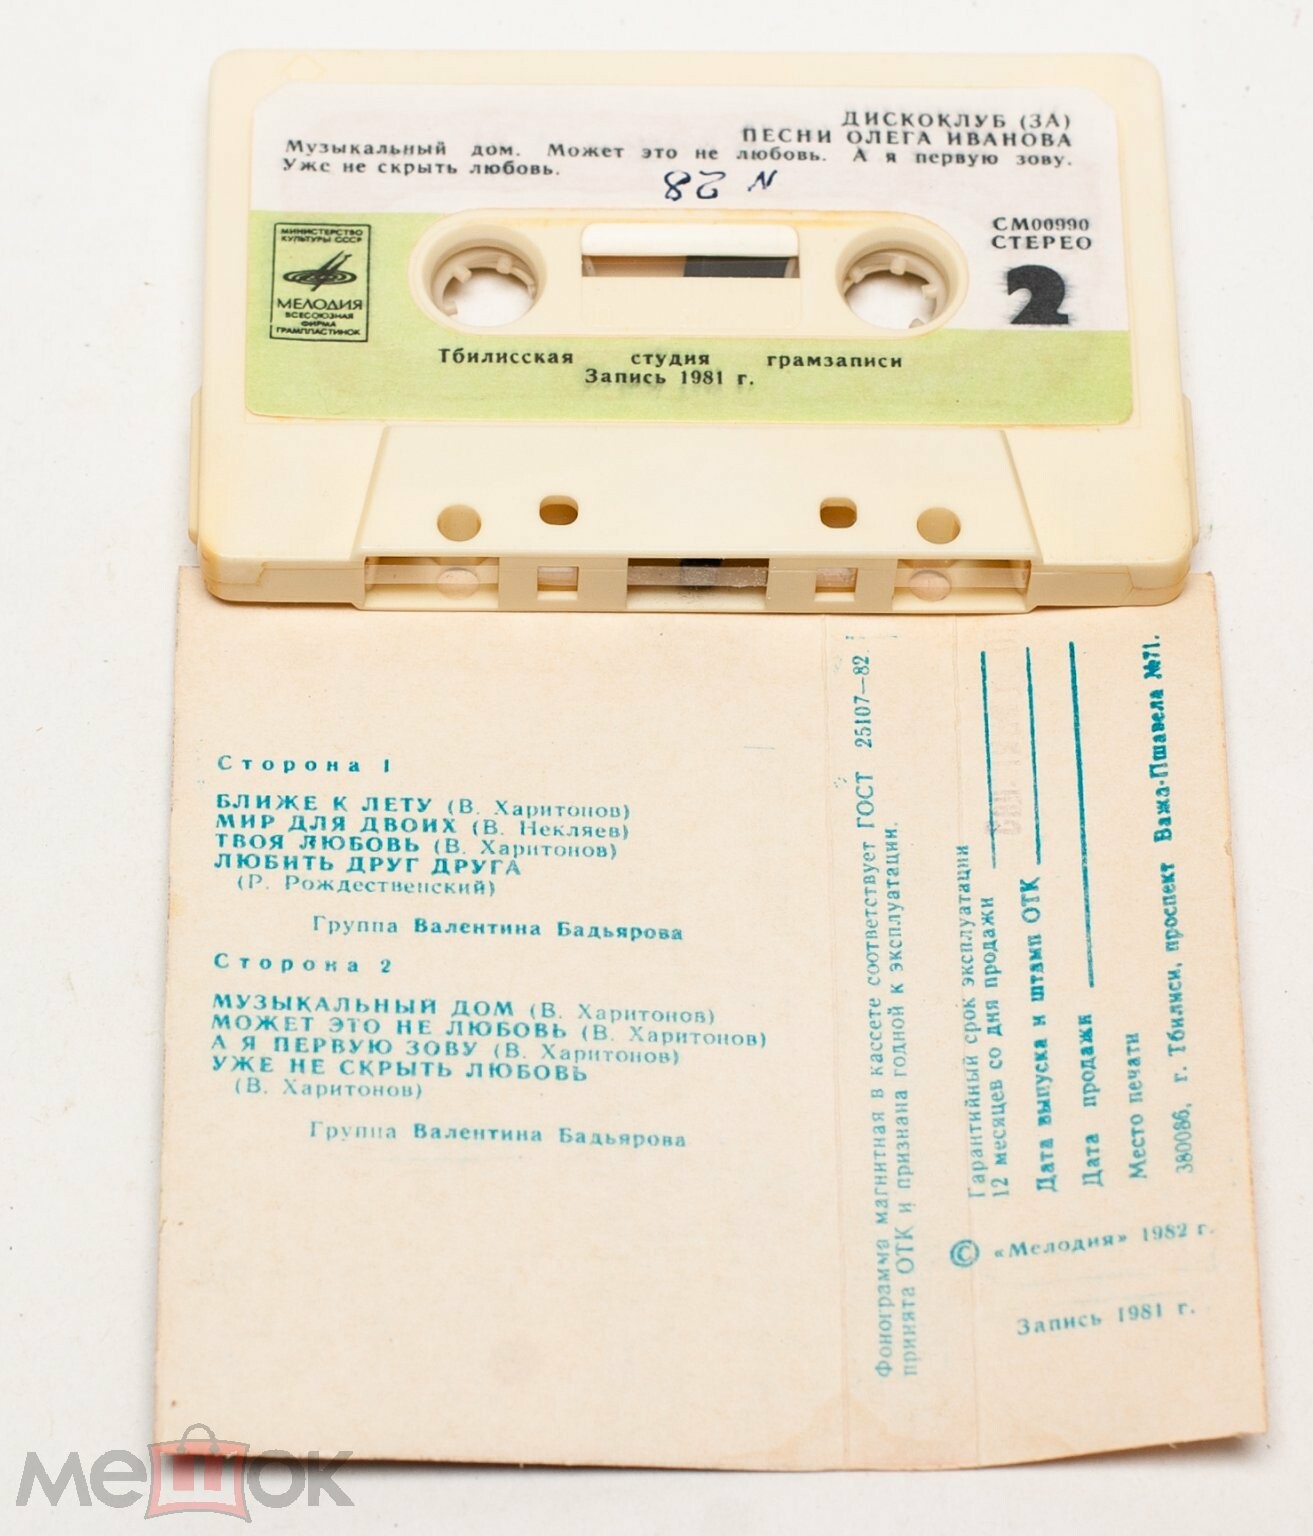 ДИСКОКЛУБ (3А)
ПЕСНИ ОЛЕГА ИВАНОВА
Музыкальный дом. Может это не любовь. А я первую зову.
Уже не скрыть любовь.
N 28
МИНИСТЕРСТВО
КУЛЬТУРЫ СССР
МЕЛОДИЯ
ВСЕСОЮЗНАЯ
ФИРМА
ГРАМПЛАСТИНОК
СМ00990
СТЕРЕО
2
Тбилисская студия грамзаписи
Запись 1981 г.
Сторона 1
БЛИЖЕ К ЛЕТУ (В. Харитонов)
МИР ДЛЯ ДВОИХ (В. Некляев)
ТВОЯ ЛЮБОВЬ (В. Харитонов)
ЛЮБИТЬ ДРУГ ДРУГА
(Р. Рождественский)
Группа Валентина Бадьярова
Сторона 2
МУЗЫКАЛЬНЫЙ ДОМ (В. Харитонов)
МОЖЕТ ЭТО НЕ ЛЮБОВЬ (В. Харитонов)
А Я ПЕРВУЮ ЗОВУ (В. Харитонов)
УЖЕ НЕ СКРЫТЬ ЛЮБОВЬ
(В. Харитонов)
Группа Валентина Бадьярова
Фонограмма магнитная в кассете соответствует ГОСТ 25107—82
принята ОТК и признана годной к эксплуатации.
Гарантийный срок эксплуатации
12 месяцев со дня продажи
Дата выпуска и штамп ОТК
Дата продажи
Место печати
380086, г. Тбилиси, проспект Важа-Пшавела №71.
© «Мелодия» 1982 г.
Запись 1981 г.
мешок